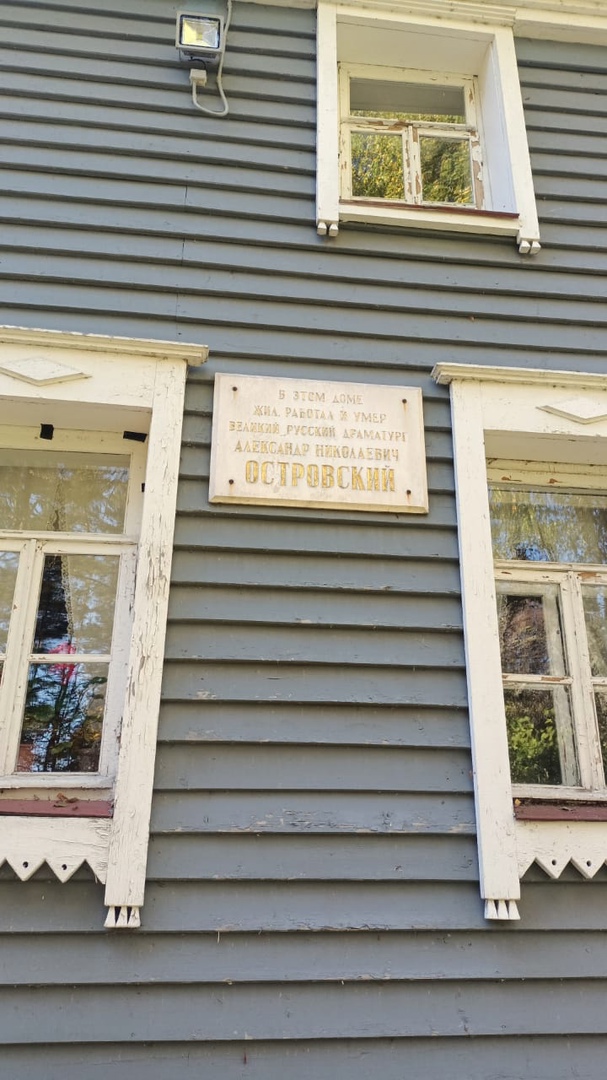 В ЭТОМ ДОМЕ
ЖИЛ, РАБОТАЛ И УМЕР
ВЕЛИКИЙ РУССКИЙ ДРАМАТУРГ
АЛЕКСАНДР НИКОЛАЕВИЧ
ОСТРОВСКИЙ